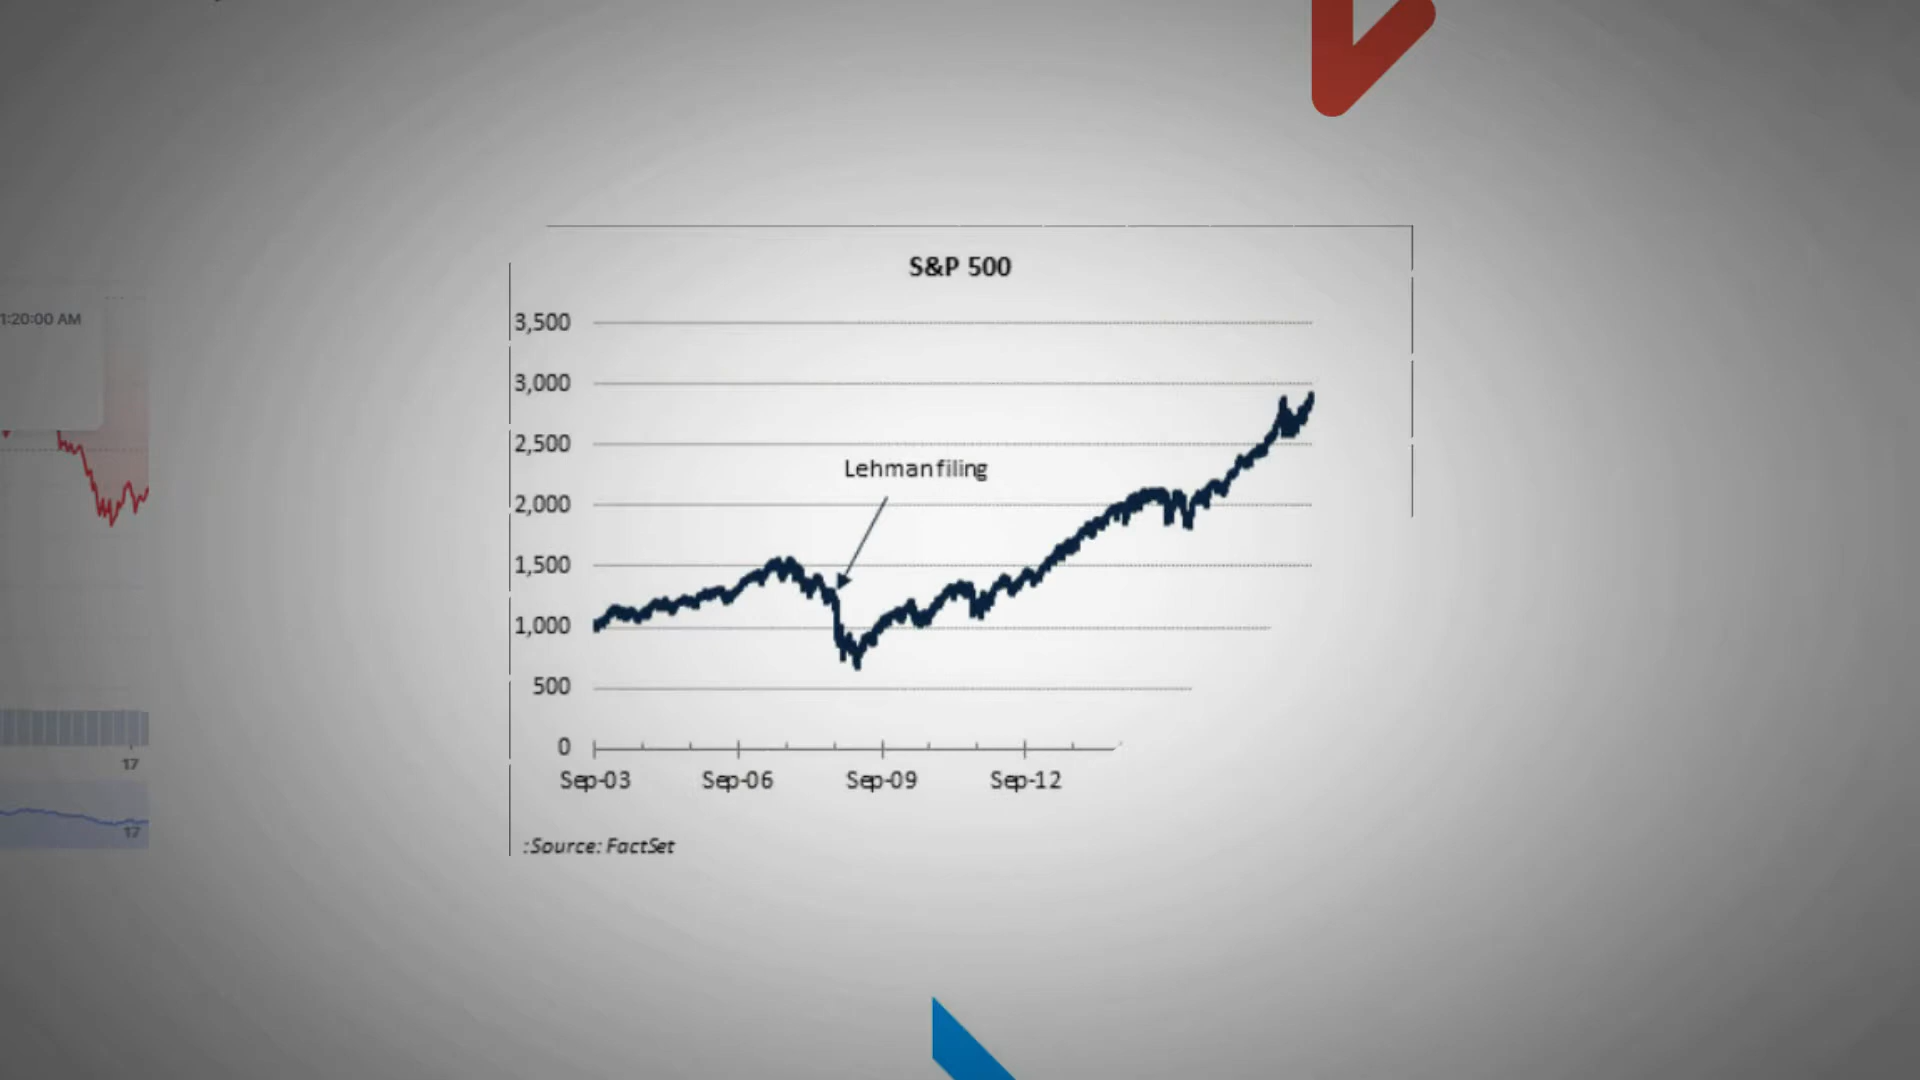 S&P 500
3,500
3,000
2,500
2,000
1,500
1,000
500
0
Lehman filing
Sep-03 Sep-06 Sep-09 Sep-12
:Source: FactSet
1:20:00 AM
17
17